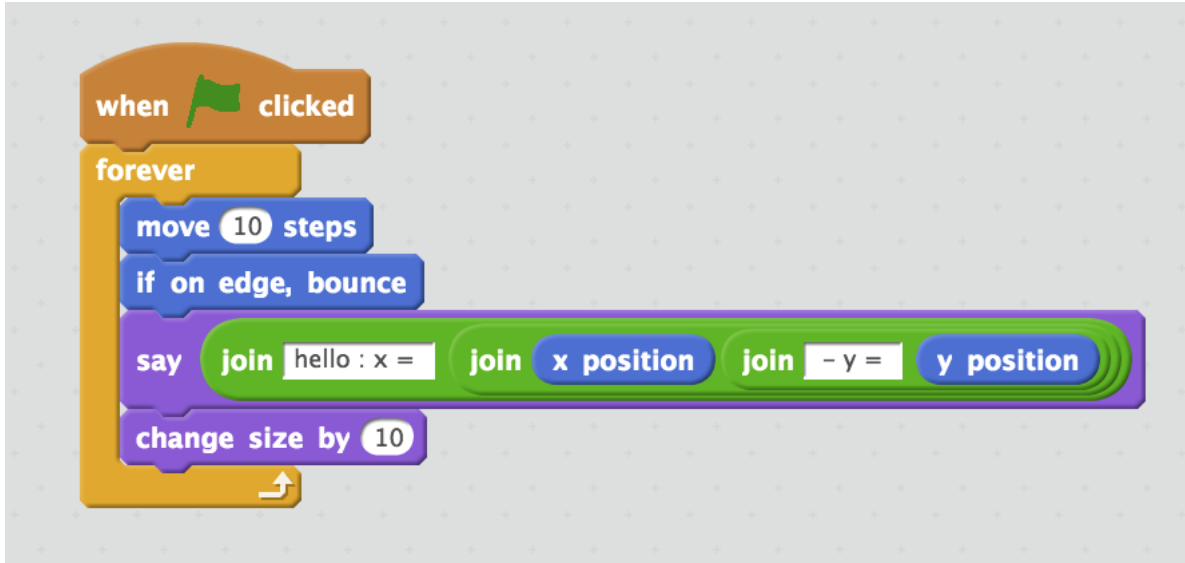 when clicked
forever
move 10 steps
if on edge, bounce
say join hello : x = join x position join - y = y position
change size by 10